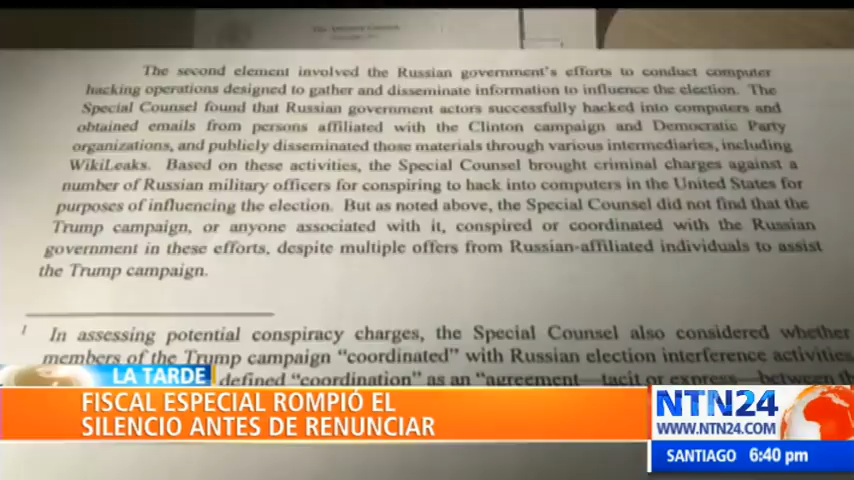 The second element involved the Russian government's efforts to conduct computer
hacking operations designed to gather and disseminate information to influence the election. The
Special Counsel found that Russian government actors successfully hacked into computers and
obtained emails from persons affiliated with the Clinton campaign and Democratic Party
organizations, and publicly disseminated those materials through various intermediaries, including
WikiLeaks. Based on these activities, the Special Counsel brought criminal charges against a
number of Russian military officers for conspiring to hack into computers in the United States for
purposes of influencing the election. But as noted above, the Special Counsel did not find that the
Trump campaign, or anyone associated with it, conspired or coordinated with the Russian
government in these efforts, despite multiple offers from Russian-affiliated individuals to assist
the Trump campaign.
1 In assessing potential conspiracy charges, the Special Counsel also considered whether
members of the Trump campaign “coordinated” with Russian election interference activities.
defined “coordination” as an “agreement—tacit or express—between th
LA TARDE
FISCAL ESPECIAL ROMPIÓ EL
SILENCIO ANTES DE RENUNCIAR
NTN24
WWW.NTN24.COM
SANTIAGO 6:40 pm